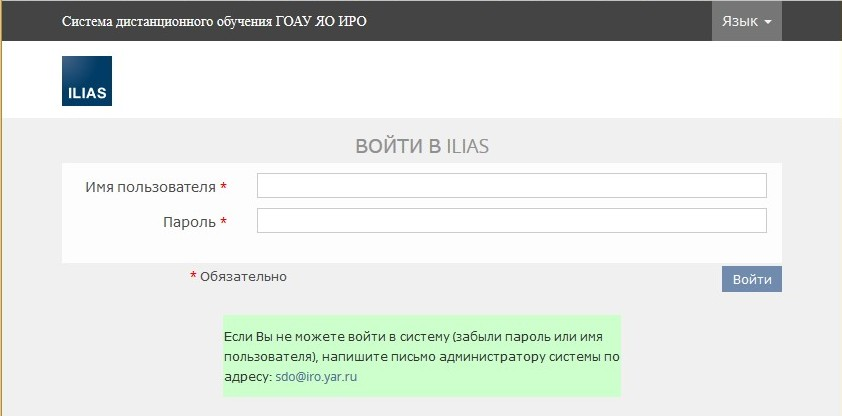 Система дистанционного обучения ГОАУ ЯО ИРО
Язык
ILIAS
ВОЙТИ В ILIAS
Имя пользователя *
Пароль *
* Обязательно
Войти
Если Вы не можете войти в систему (забыли пароль или имя
пользователя), напишите письмо администратору системы по
адресу: sdo@iro.yar.ru